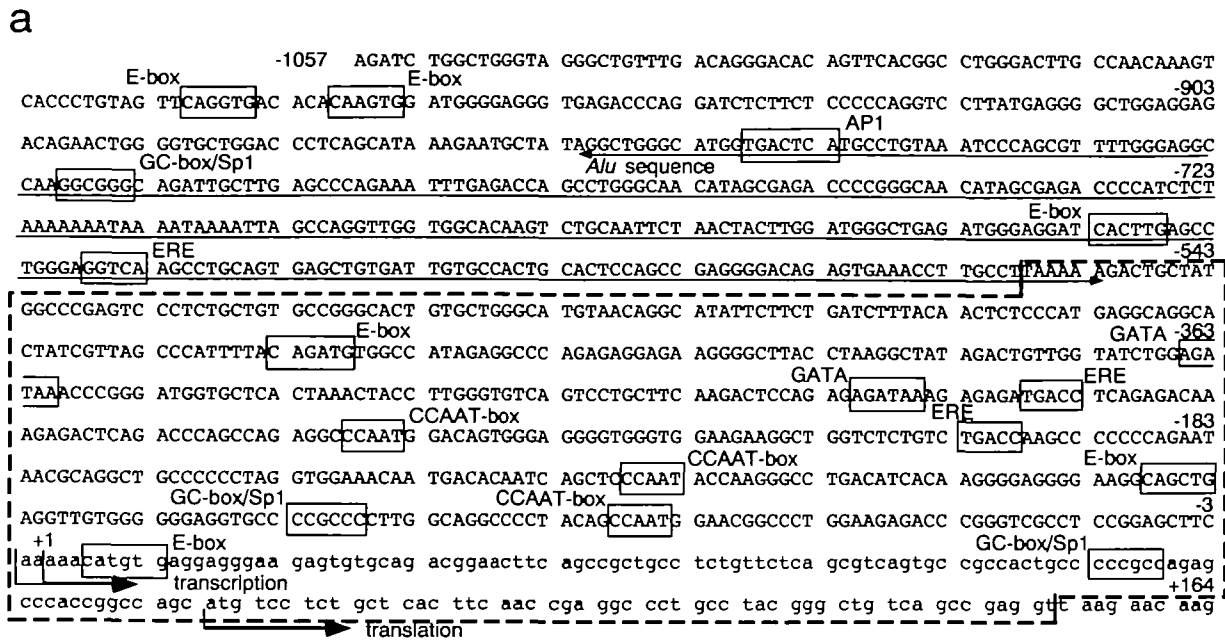 a
-1057 AGATC CTGGCTGGGTA GGGCTGTTTG ACAGGGACAC AGTTCACGGC CTGGGACTTG CCAACAAAGT
E-box E-box -903
CACCCTGTAG TTCAGGTGAC ACACAAGTGG ATGGGGAGGG TGAGACCCAG GATCTCTTCT CCCCCAGGTC CTTATGAGGG GCTGGAGGAG
AP1
ACAGAACTGG GGTGCTGGAC CCTCAGCATA AAGAATGCTA TAGGCTGGGC ATGGTGACTC ATGCCTGTAA ATCCCAGCGT TTTGGGAGGC
GC-box/Sp1 Alu sequence -723
CAAGGCGGGC AGATTGCTTG AGCCCAGAAA TTTGAGACCA GCCTGGGCAA CATAGCGAGA CCCCGGGCAA CATAGCGAGA CCCCATCTCT
E-box
AAAAAAATAA AATAAAATTA GCCAGGTTGG TGGCACAAGT CTGCAATTCT AACTACTTGG ATGGGCTGAG ATGGGAGGAT CACTTGAGCC
ERE -543
TGGGAGGTCA AGCCTGCAGT GAGCTGTGAT TGTGCCACTG CACTCCAGCC GAGGGGACAG AGTGAAACCT TGCCTTAAAA AGACTGCTAT
GGCCCGAGTC CCTCTGCTGT GCCGGGCACT GTGCTGGGCA TGTAACAGGC ATATTCTTCT GATCTTTACA ACTCTCCCAT GAGGCAGGCA
E-box GATA -363
CTATCGTTAG CCCATTTTAC AGATGTGGCC ATAGAGGCCC AGAGAGGAGA AGGGGCTTAC CTAAGGCTAT AGACTGTTGG TATCTGGAGA
GATA ERE
TAAACCCGGG ATGGTGCTCA CTAAACTACC TTGGGTGTCA GTCCTGCTTC AAGACTCCAG AGAGATAAAG AGAGATGACC TCAGAGACAA
CCAAT-box ERE -183
AGAGACTCAG ACCCAGCCAG AGGCCCAATG GACAGTGGGA GGGGTGGGTG GAAGAAGGCT GGTCTCTGTC TGACCAAGCC CCCCCAGAAT
CCAAT-box E-box
AACGCAGGCT GCCCCCCTAG GTGGAAACAA TGACACAATC AGCTCCCAAT ACCAAGGGCC TGACATCACA AGGGGAGGGG AAGGCAGCTG
GC-box/Sp1 CCAAT-box -3
AGGTTGTGGG GGGAGGTGCC CCGCCCCTTG GCAGGCCCCT ACAGCCAATG GAACGGCCCT GGAAGAGACC CGGGTCGCCT CCGGAGCTTC
+1 E-box GC-box/Sp1
aaaaacatgt gaggagggaa gagtgtgcag acggaacttc agccgctgcc tctgttctca gcgtcagtgc cgccactgcc cccgccagag
transcription +164
cccaccggcc agc atg tcc tct gct cac ttc aac cga ggc cct gcc tac ggg ctg tca gcc gag gtt aag aac aag
translation